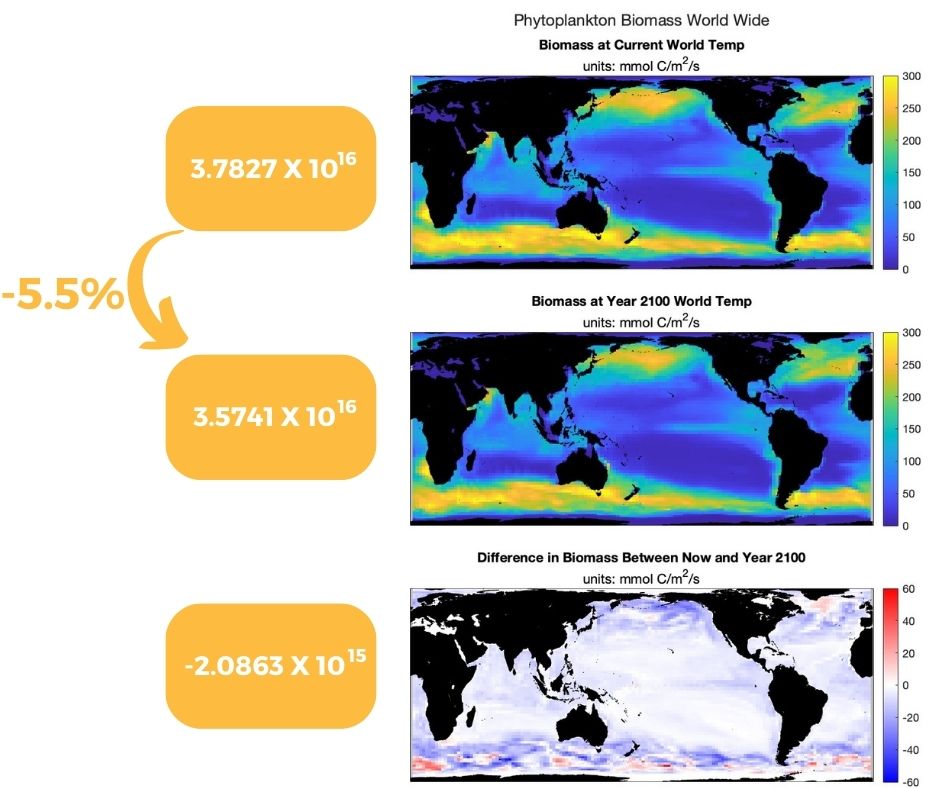 Phytoplankton Biomass World Wide
Biomass at Current World Temp
units: mmol C/m²/s
300
250
200
150
100
50
0
3.7827 X 10¹⁶
-5.5%
Biomass at Year 2100 World Temp
units: mmol C/m²/s
300
250
200
150
100
50
0
3.5741 X 10¹⁶
Difference in Biomass Between Now and Year 2100
units: mmol C/m²/s
60
40
20
0
-20
-40
-60
-2.0863 X 10¹⁵